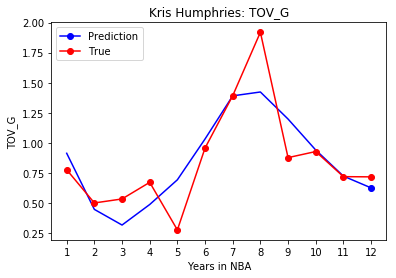 Kris Humphries: TOV_G
Prediction
True
TOV_G
2.00
1.75
1.50
1.25
1.00
0.75
0.50
0.25
1 2 3 4 5 6 7 8 9 10 11 12
Years in NBA